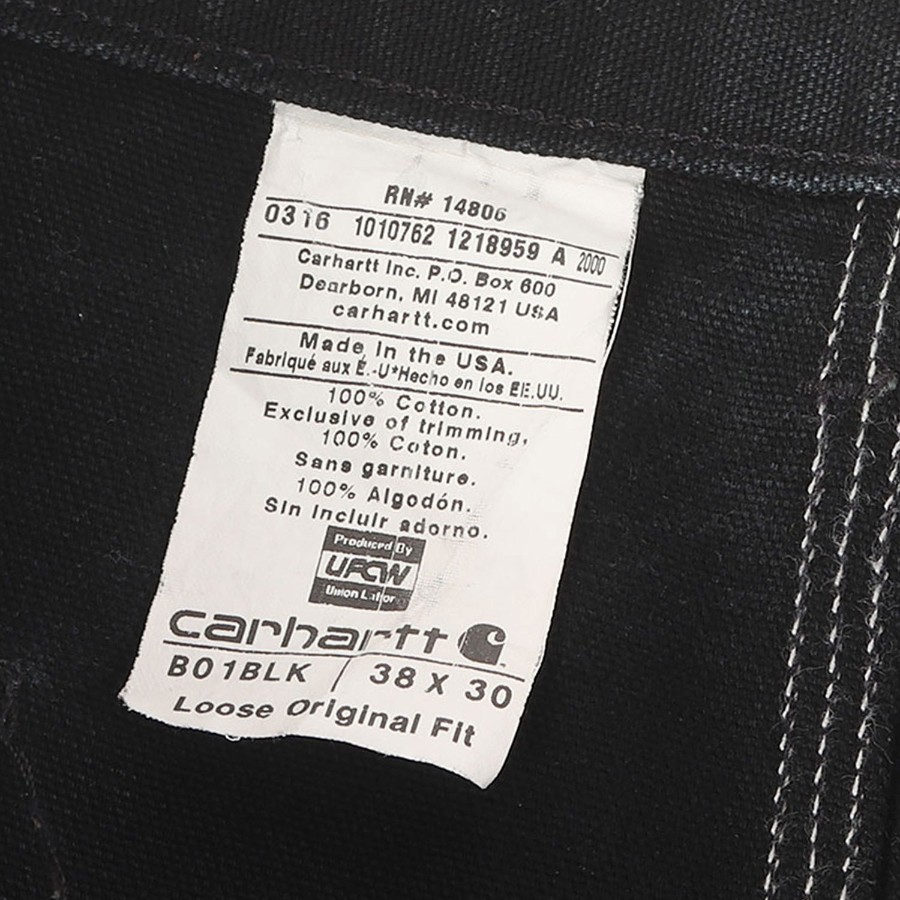 RN# 14806
0316 1010762 1218959 A 2000
Carhartt Inc. P.O. Box 600
Dearborn, MI 48121 USA
carhartt.com
Made In the USA.
Fabriqué aux É.-U*Hecho en los EE.UU.
100% Cotton.
Exclusive of trimming,
100% Coton.
Sans garniture.
100% Algodón.
Sin incluir adorno.
Produced By
UFCW
Union Labor
carhartt
B01BLK / 38 X 30
Loose Original Fit